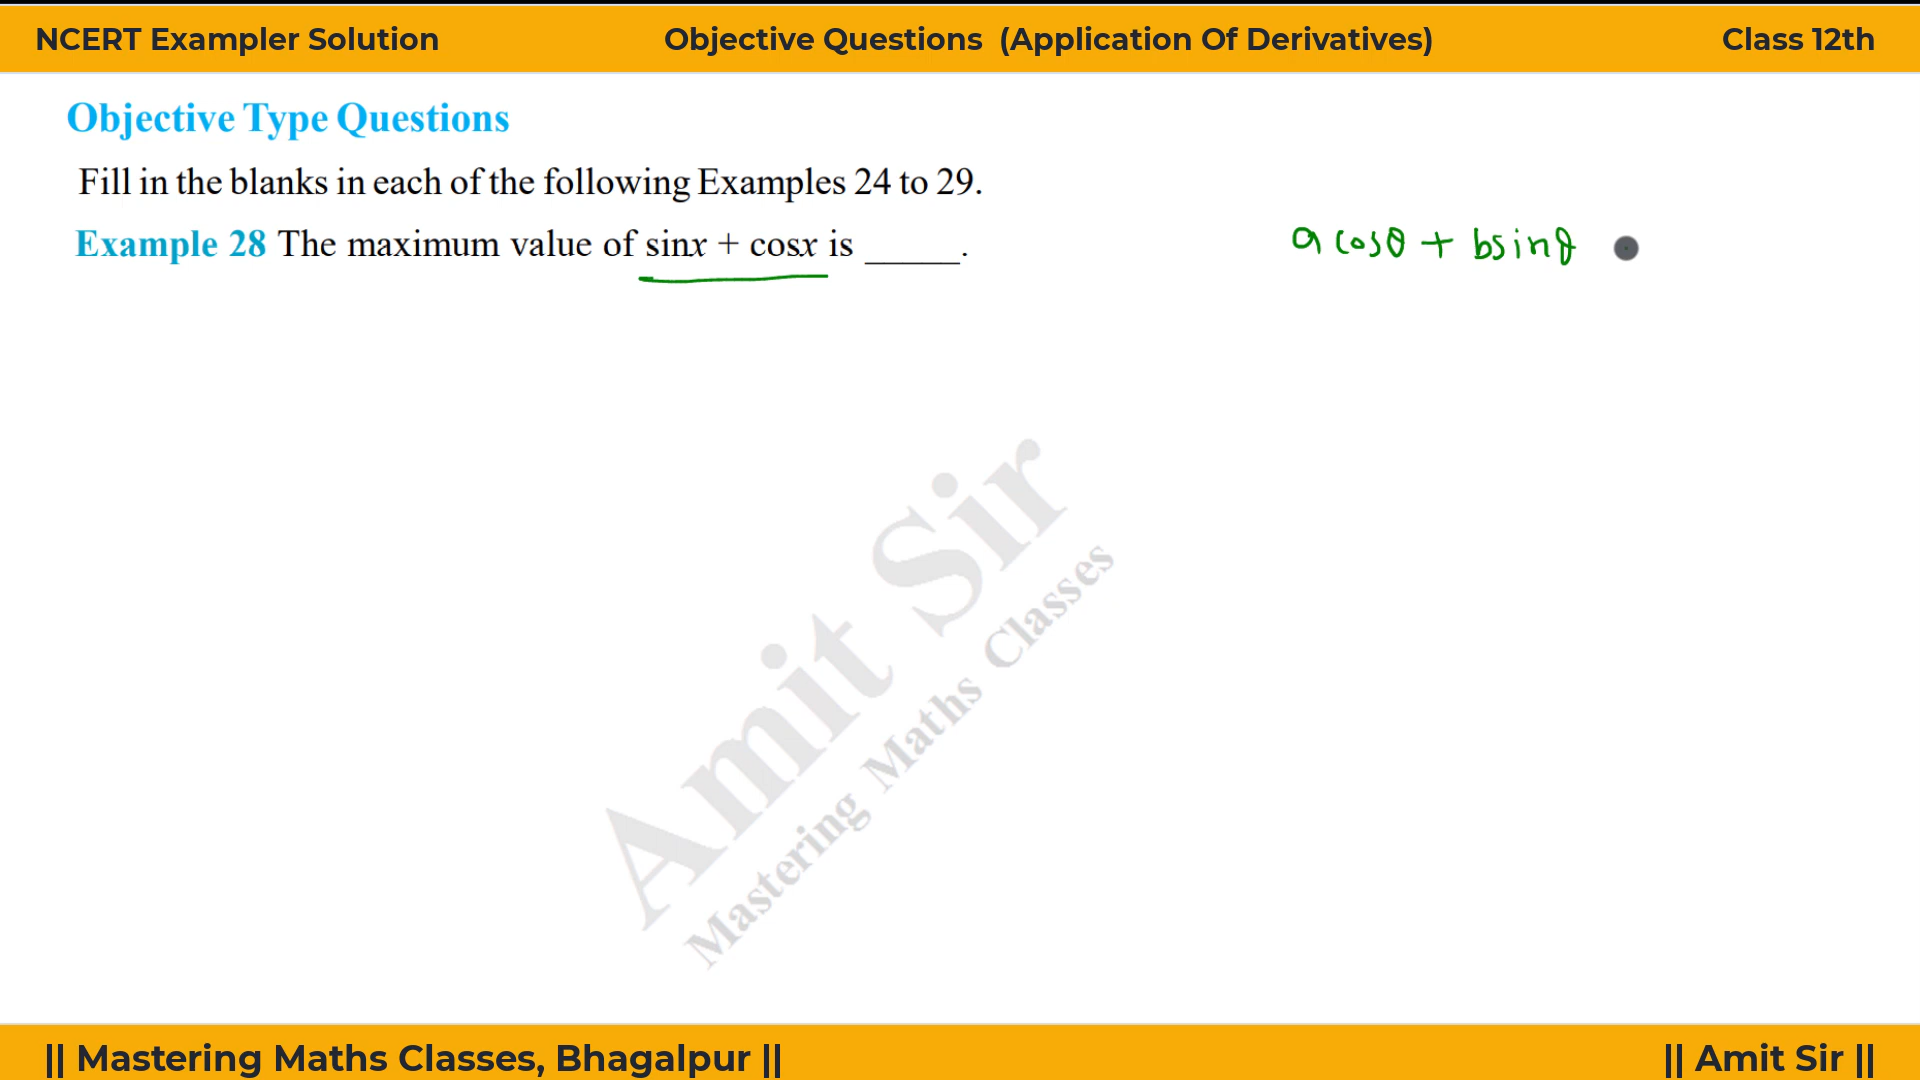 NCERT Exampler Solution Objective Questions (Application Of Derivatives) Class 12th
Objective Type Questions
Fill in the blanks in each of the following Examples 24 to 29.
Example 28 The maximum value of sinx + cosx is _____.
a cosθ + bsinθ
Amit Sir
Mastering Maths Classes
|| Mastering Maths Classes, Bhagalpur || || Amit Sir ||